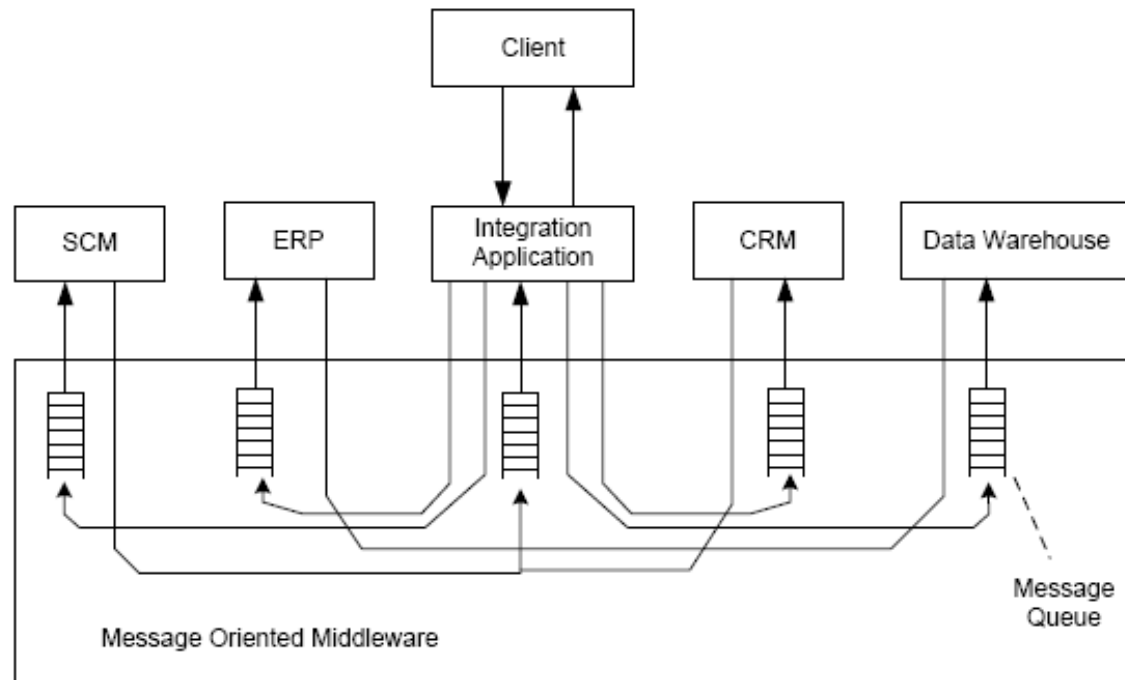 Client
SCM
ERP
Integration
Application
CRM
Data Warehouse
Message
Queue
Message Oriented Middleware